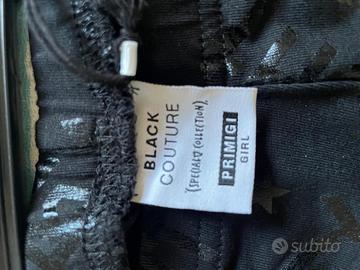 BLACK
COUTURE
(SPECIAL COLLECTION)
PRIMIGI
GIRL
subito